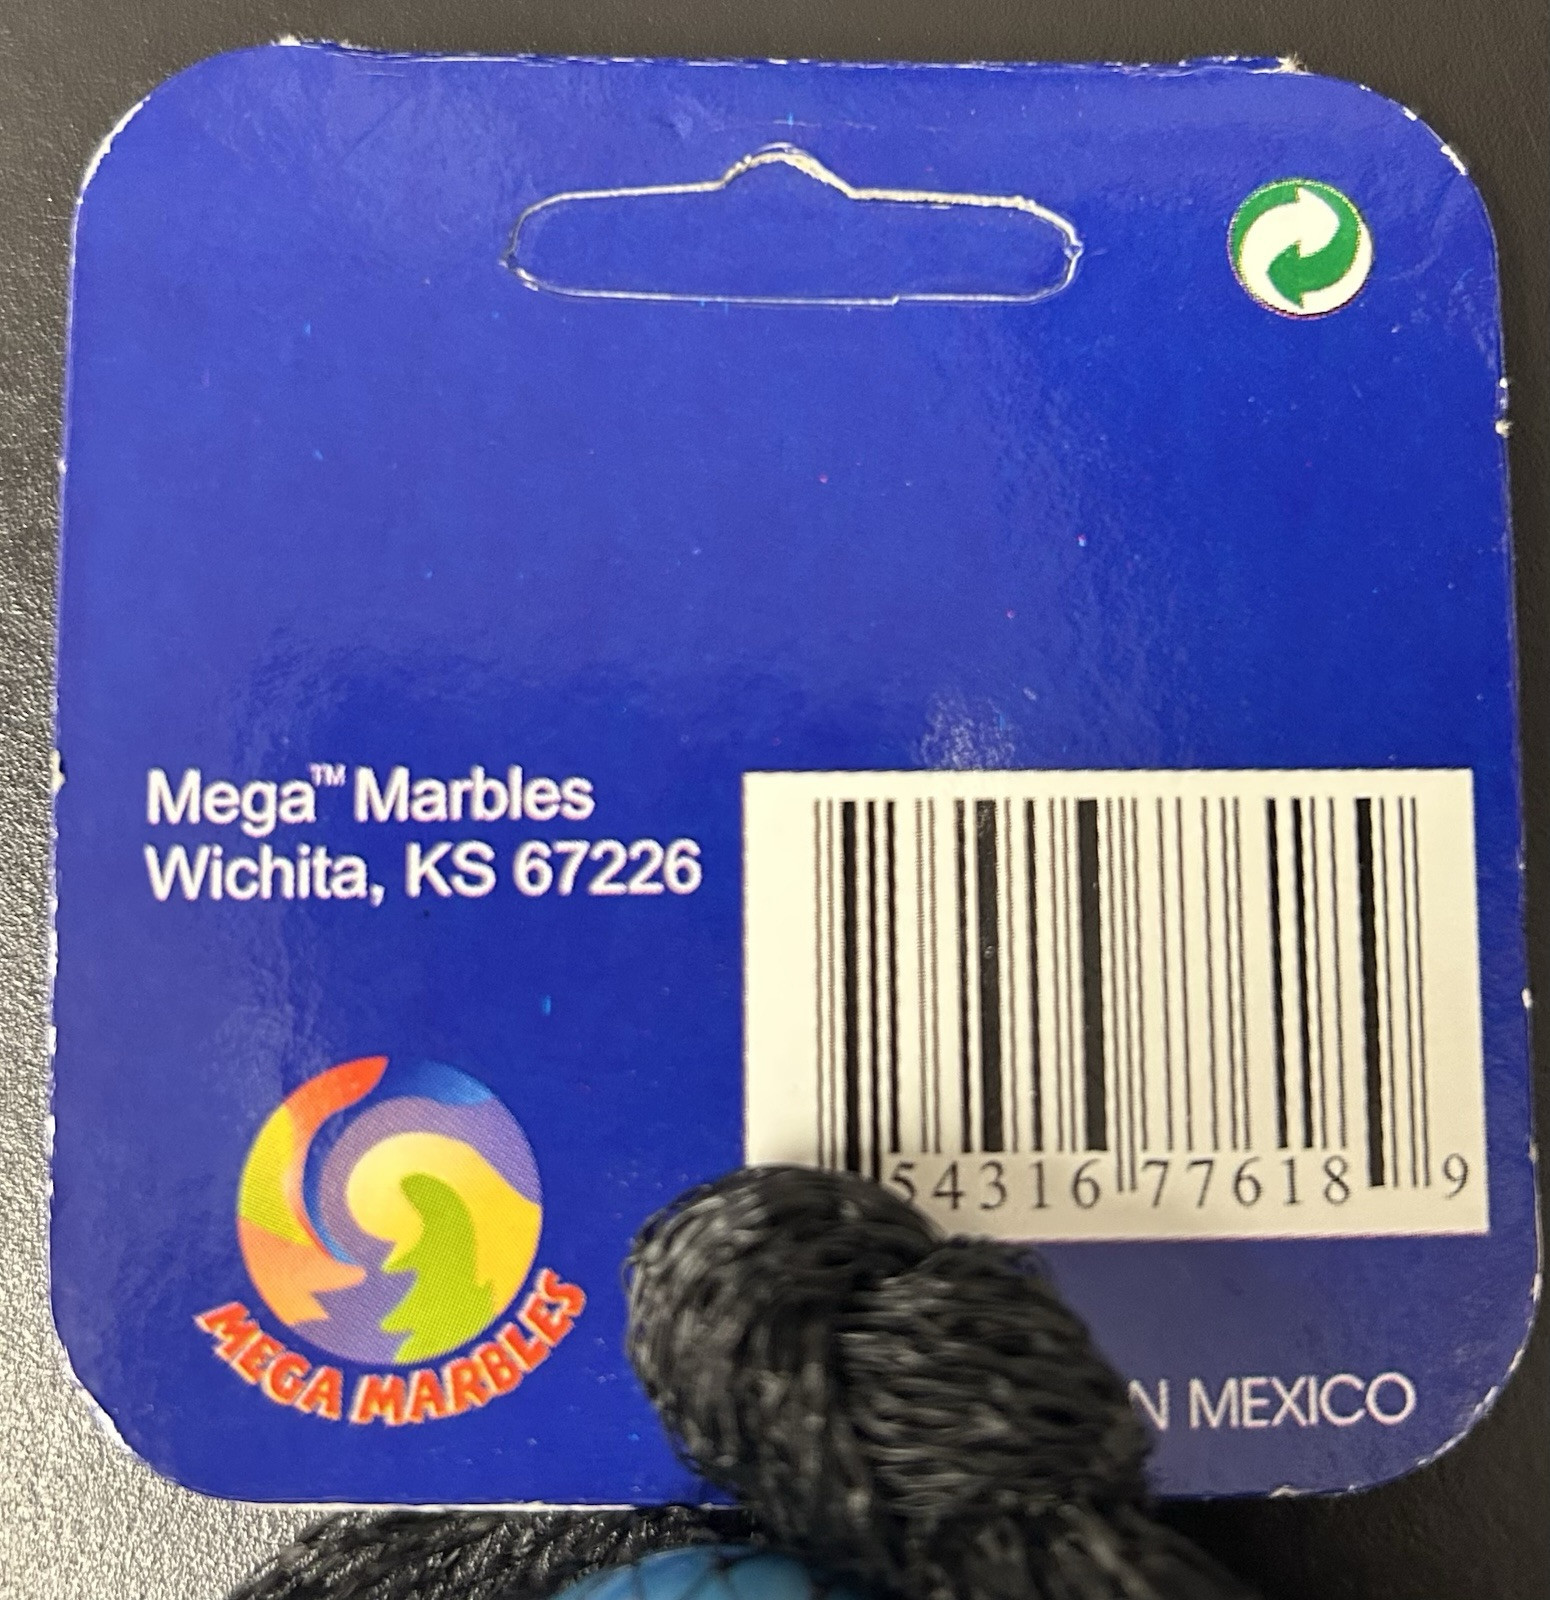 Mega™ Marbles
Wichita, KS 67226
54316 77618 9
MEGA MARBLES
MEXICO